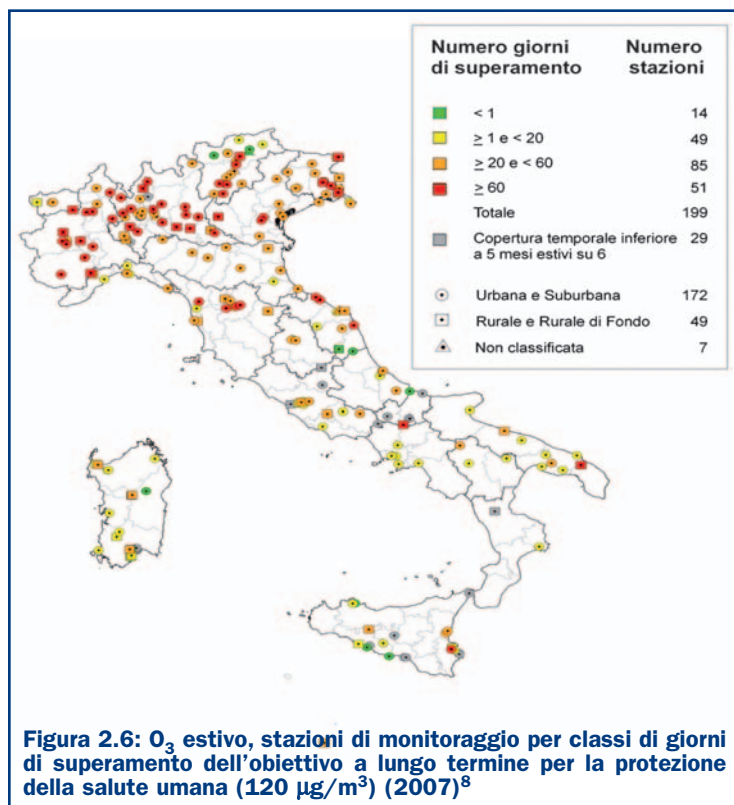 Numero giorni di superamento Numero stazioni
< 1 14
≥ 1 e < 20 49
≥ 20 e < 60 85
≥ 60 51
Totale 199
Copertura temporale inferiore a 5 mesi estivi su 6 29
Urbana e Suburbana 172
Rurale e Rurale di Fondo 49
Non classificata 7
Figura 2.6: O₃ estivo, stazioni di monitoraggio per classi di giorni
di superamento dell'obiettivo a lungo termine per la protezione
della salute umana (120 μg/m³) (2007)⁸